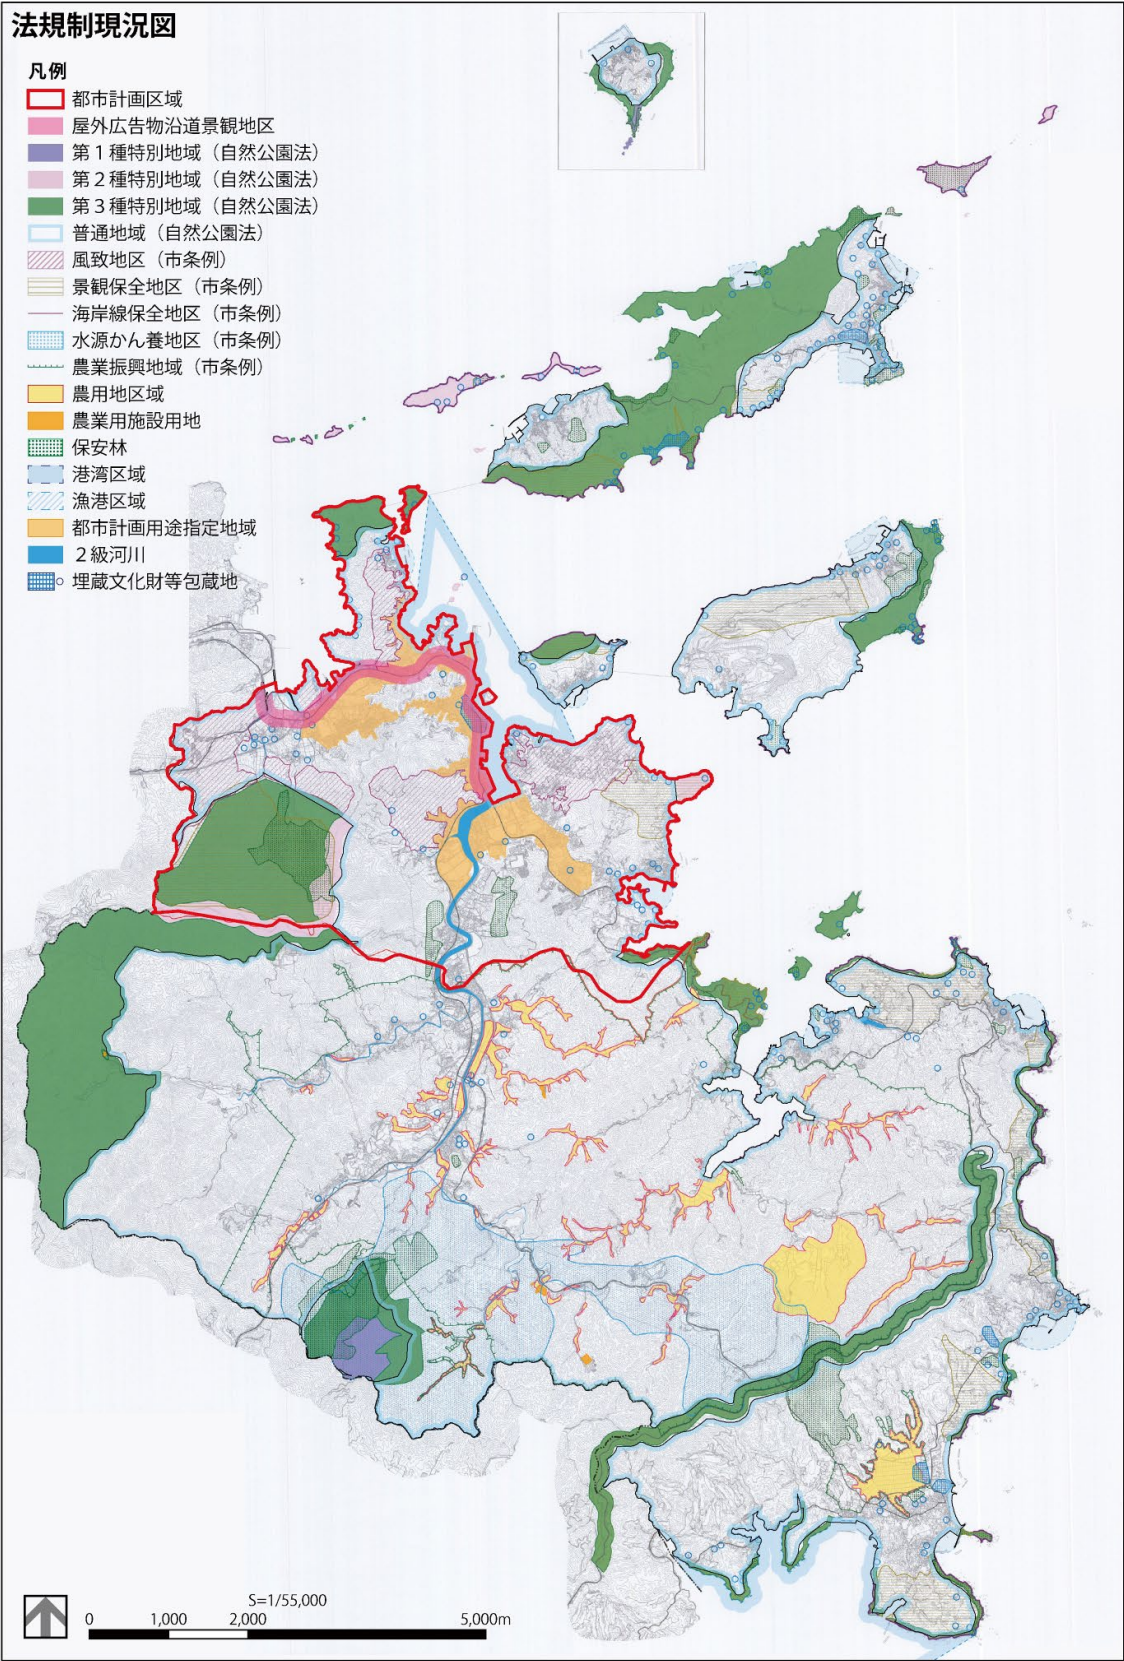 法規制現況図
凡例
都市計画区域
屋外広告物沿道景観地区
第1種特別地域（自然公園法）
第2種特別地域（自然公園法）
第3種特別地域（自然公園法）
普通地域（自然公園法）
風致地区（市条例）
景観保全地区（市条例）
海岸線保全地区（市条例）
水源かん養地区（市条例）
農業振興地域（市条例）
農用地区域
農業用施設用地
保安林
港湾区域
漁港区域
都市計画用途指定地域
2級河川
埋蔵文化財等包蔵地
S=1/55,000
0 1,000 2,000 5,000m